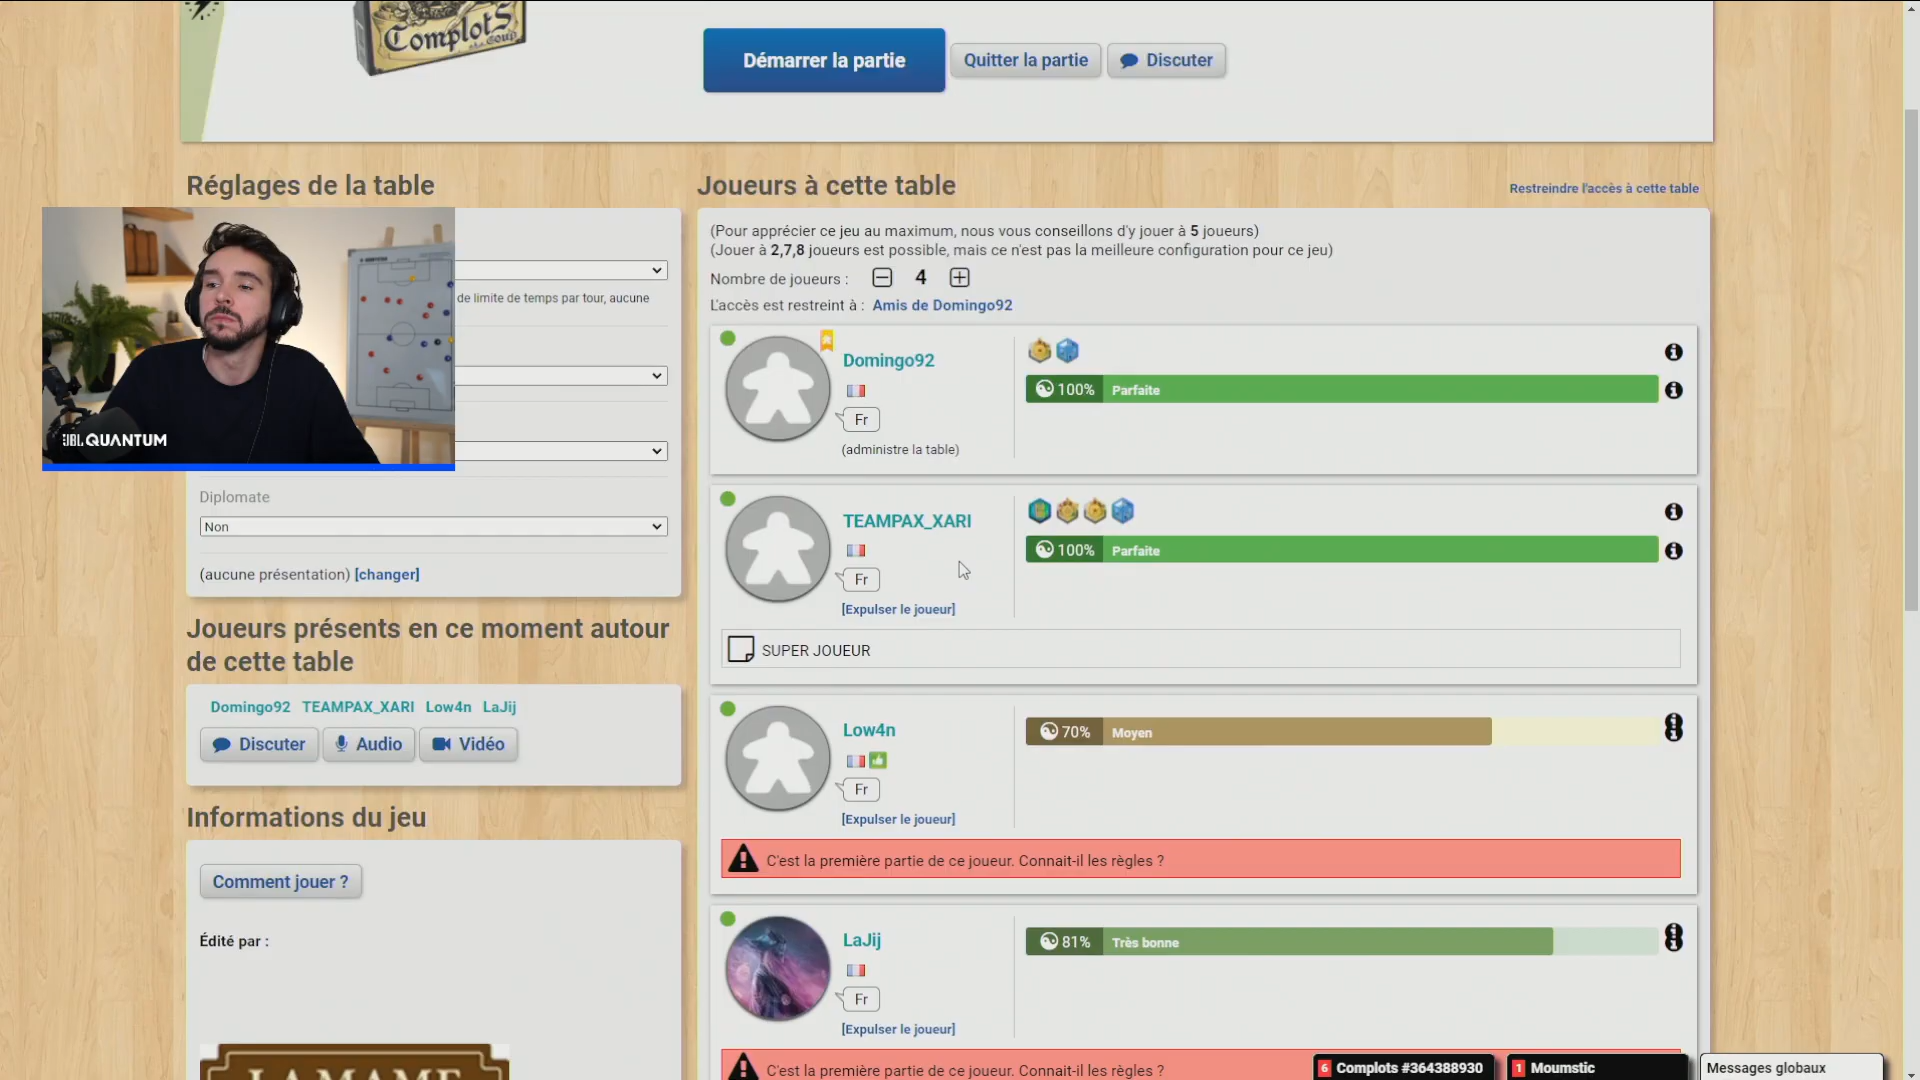 Complots
a.k.a. Coup
Démarrer la partie
Quitter la partie
Discuter
Réglages de la table
Joueurs à cette table
Restreindre l'accès à cette table
(Pour apprécier ce jeu au maximum, nous vous conseillons d'y jouer à 5 joueurs)
(Jouer à 2,7,8 joueurs est possible, mais ce n'est pas la meilleure configuration pour ce jeu)
Nombre de joueurs : 4
L'accès est restreint à : Amis de Domingo92
de limite de temps par tour, aucune
JBL QUANTUM
Diplomate
Non
(aucune présentation) [changer]
Domingo92
100% Parfaite
Fr
(administre la table)
TEAMPAX_XARI
100% Parfaite
Fr
[Expulser le joueur]
SUPER JOUEUR
Joueurs présents en ce moment autour
de cette table
Domingo92 TEAMPAX_XARI Low4n LaJij
Discuter
Audio
Vidéo
Low4n
70% Moyen
Fr
[Expulser le joueur]
C'est la première partie de ce joueur. Connait-il les règles ?
Informations du jeu
Comment jouer ?
Édité par :
LAMAME
LaJij
81% Très bonne
Fr
[Expulser le joueur]
C'est la première partie de ce joueur. Connait-il les règles ?
6 Complots #364388930
1 Moumstic
Messages globaux